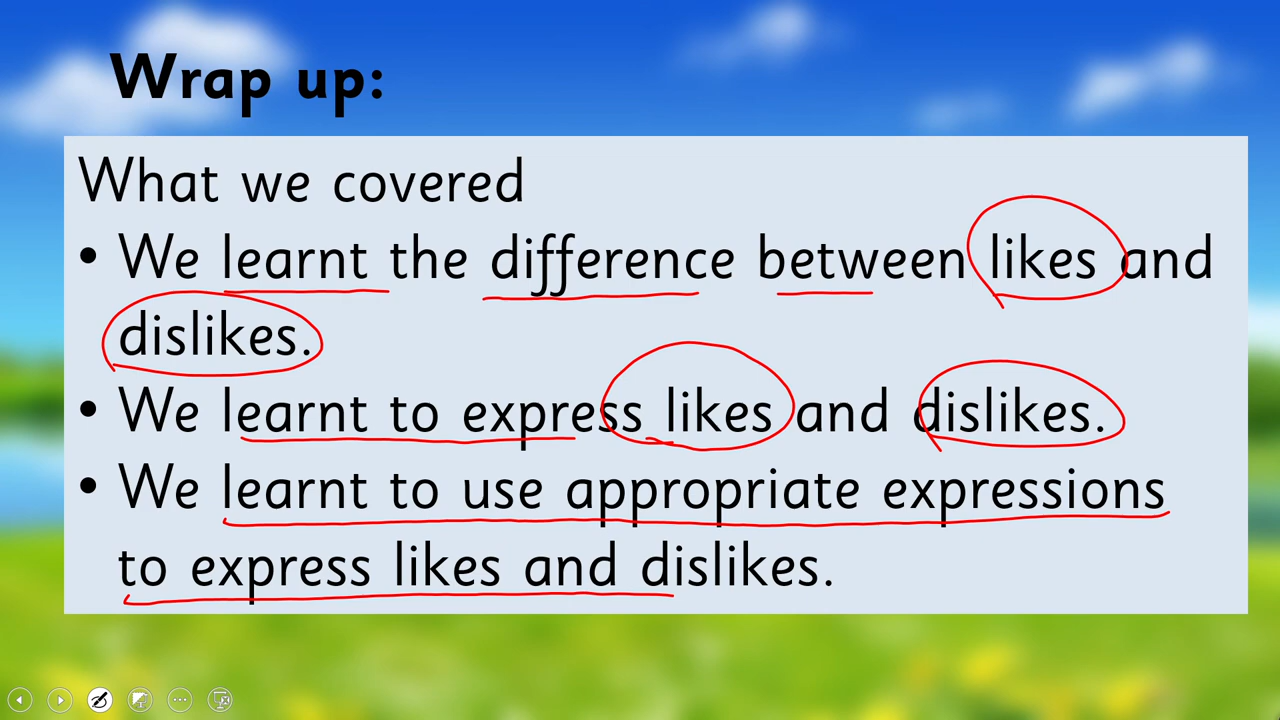 Wrap up:
What we covered
• We learnt the difference between likes and
dislikes.
• We learnt to express likes and dislikes.
• We learnt to use appropriate expressions
to express likes and dislikes.